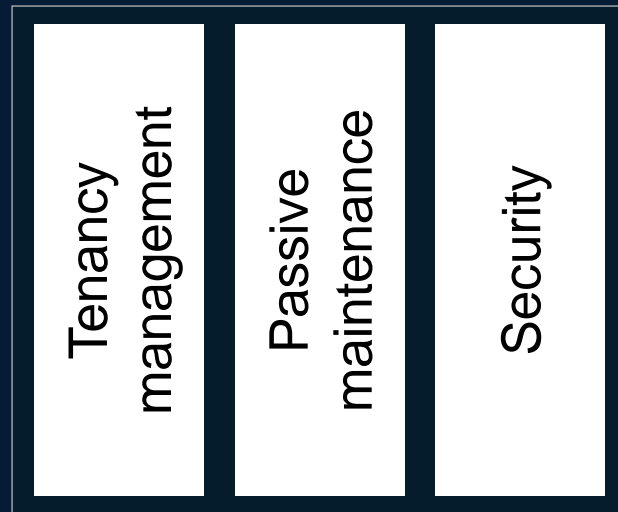 Tenancy
management
Passive
maintenance
Security